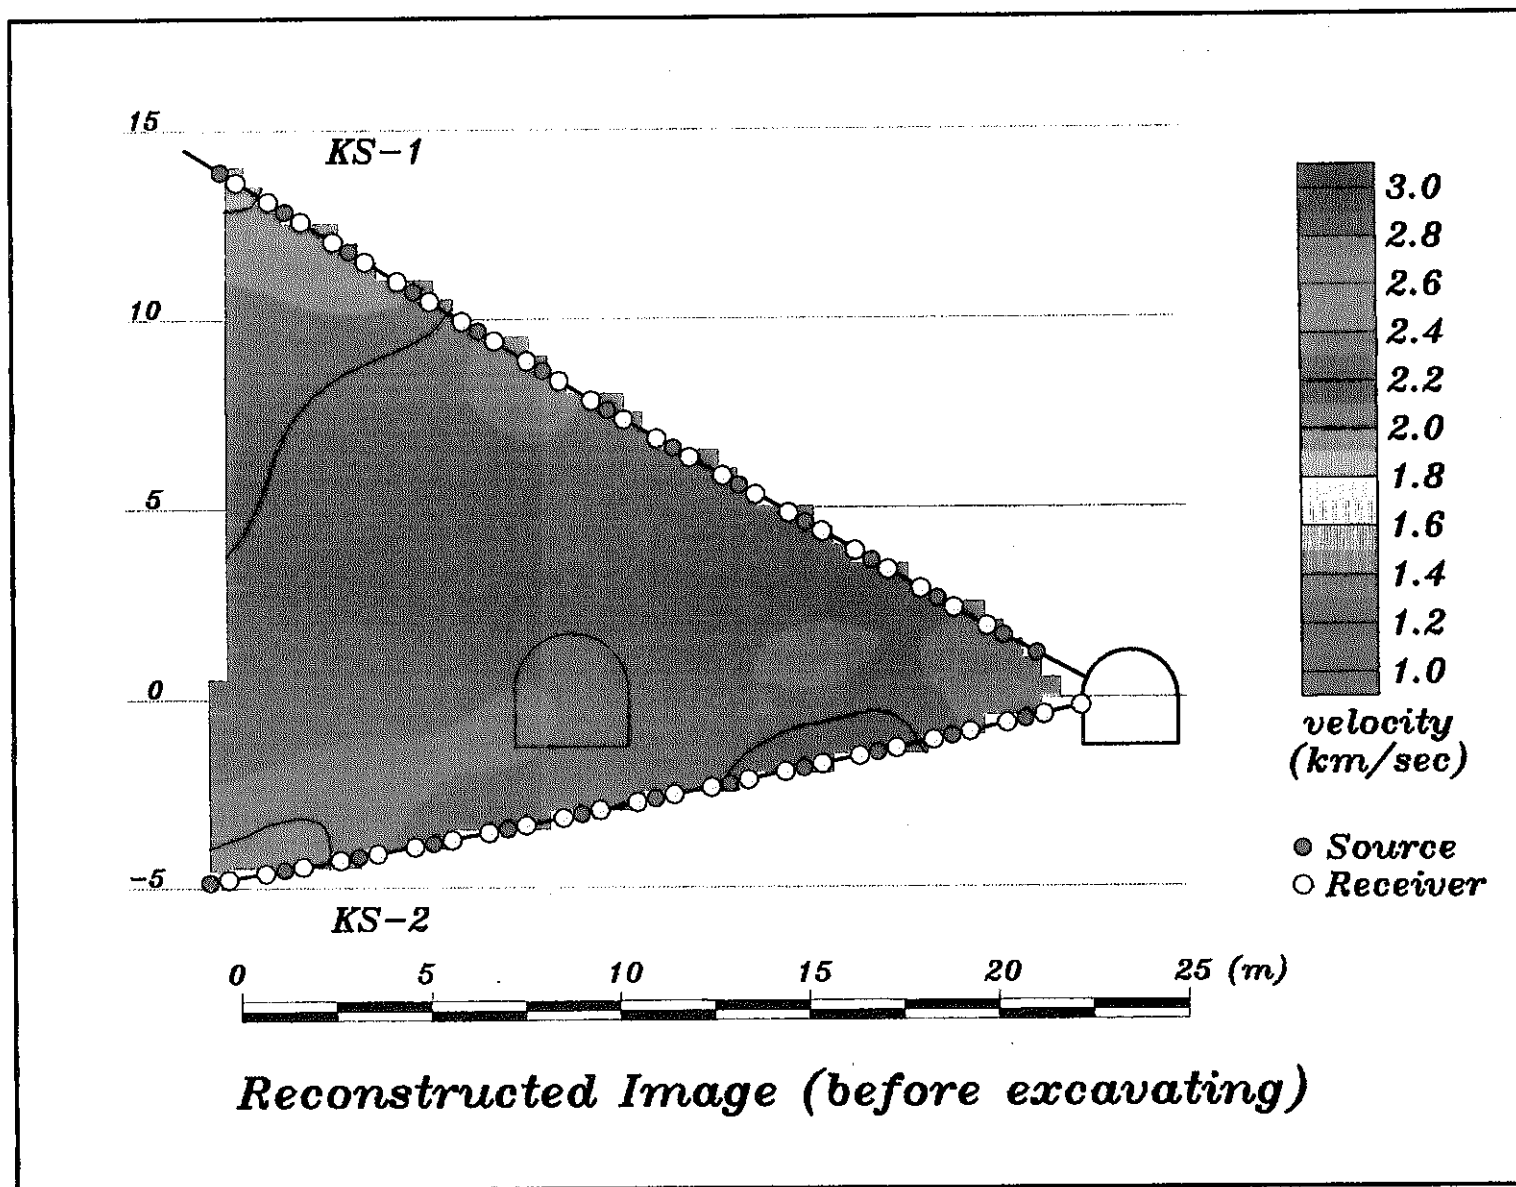 15
KS-1
10
5
0
-5
KS-2
3.0
2.8
2.6
2.4
2.2
2.0
1.8
1.6
1.4
1.2
1.0
velocity
(km/sec)
Source
Receiver
0 5 10 15 20 25 (m)
Reconstructed Image (before excavating)